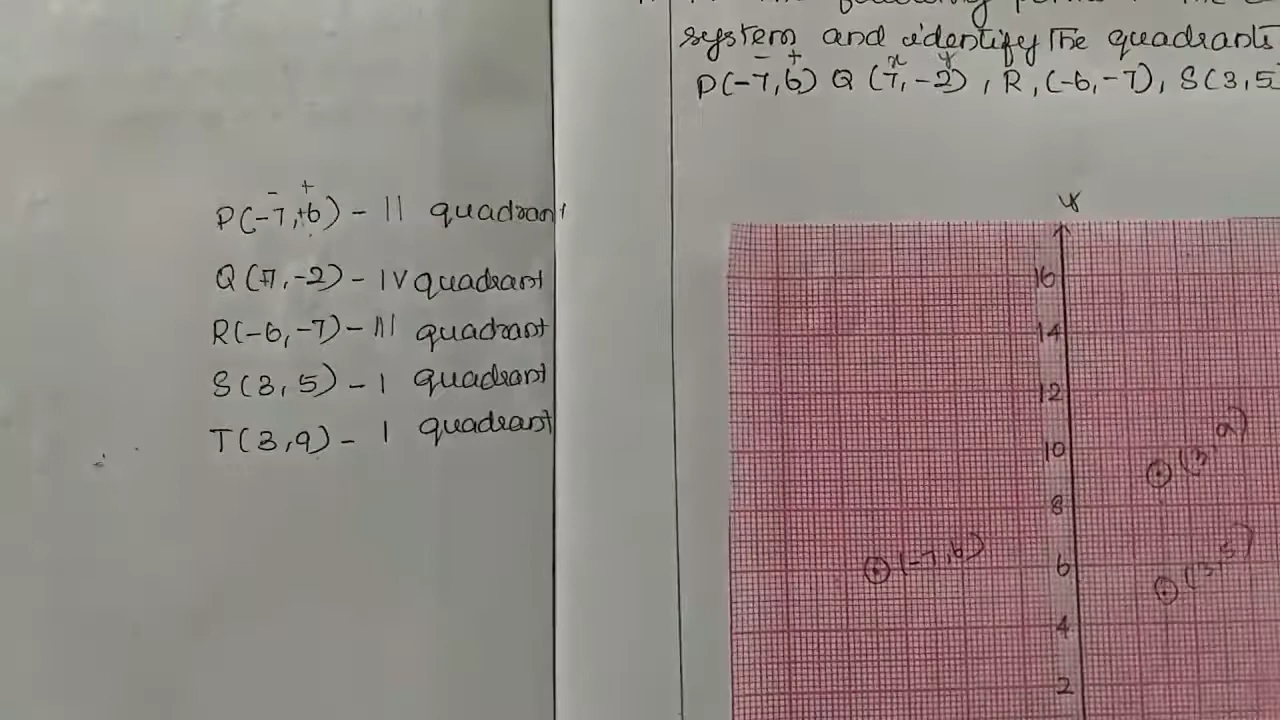 - +
P(-7,+6) - II quadrant
Q(7,-2) - IV quadrant
R(-6,-7) - III quadrant
S(3,5) - I quadrant
T(3,9) - I quadrant
system and identify The quadrants
- + x y
P(-7,6) Q(7,-2), R,(-6,-7), S(3,5
Y
16
14
12
10
(3,9)
8
(-7,6)
6
(3,5)
4
2